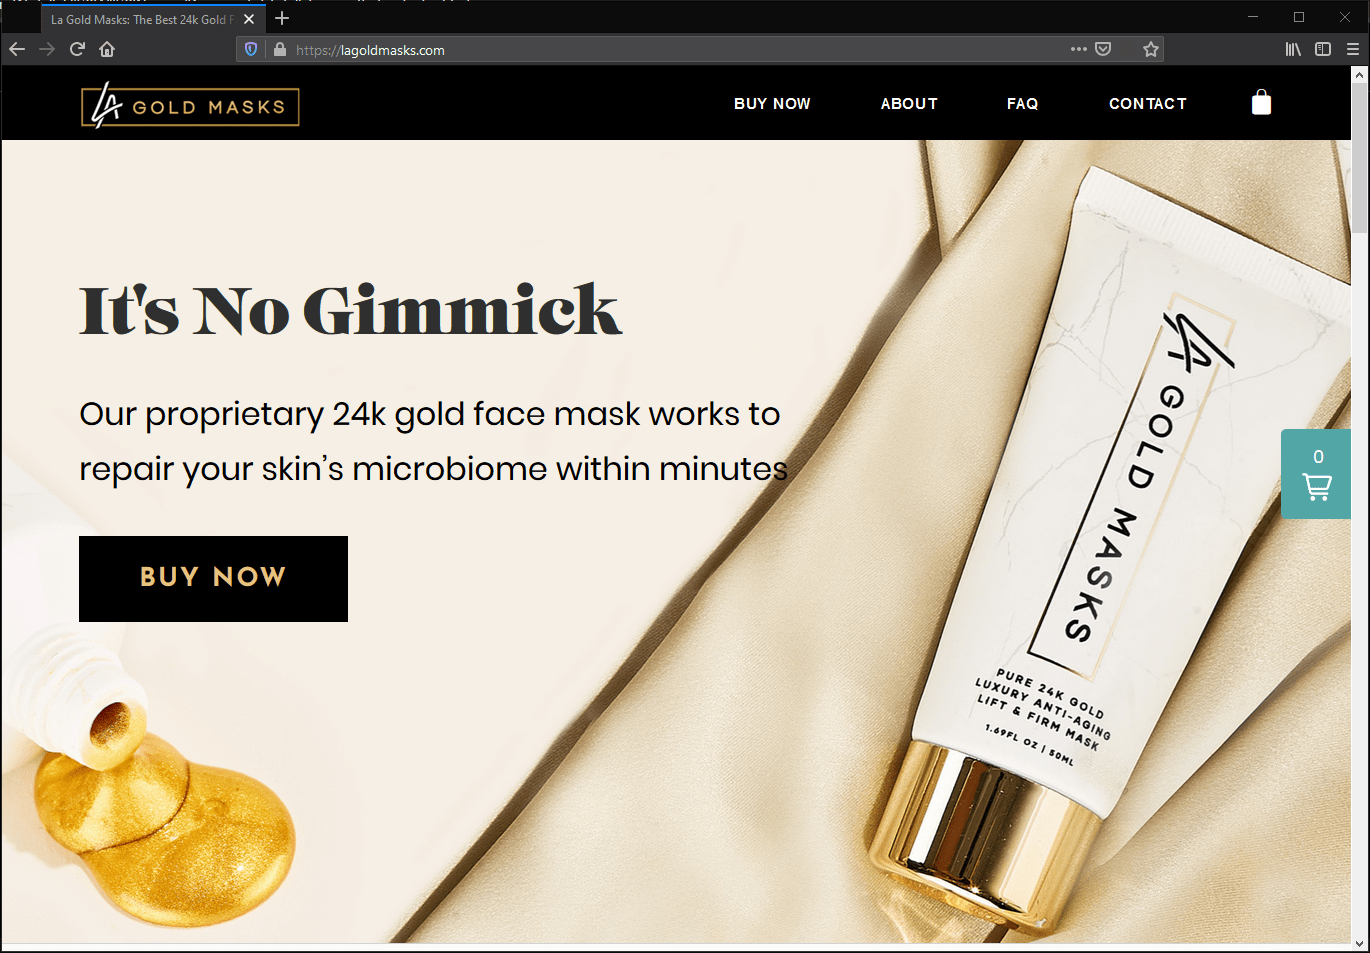 La Gold Masks: The Best 24k Gold F
https://lagoldmasks.com
LA GOLD MASKS
BUY NOW
ABOUT
FAQ
CONTACT
It's No Gimmick
Our proprietary 24k gold face mask works to
repair your skin's microbiome within minutes
BUY NOW
0
LA GOLD MASKS
PURE 24K GOLD
LUXURY ANTI-AGING
LIFT & FIRM MASK
1.69FL OZ | 50ML